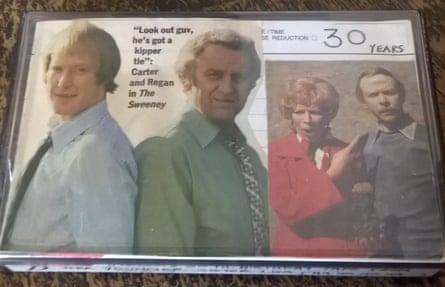 "Look out guv,
he's got a
kipper
tie":
Carter
and Regan
in The
Sweeney
E/TIME
SE REDUCTION
30 YEARS